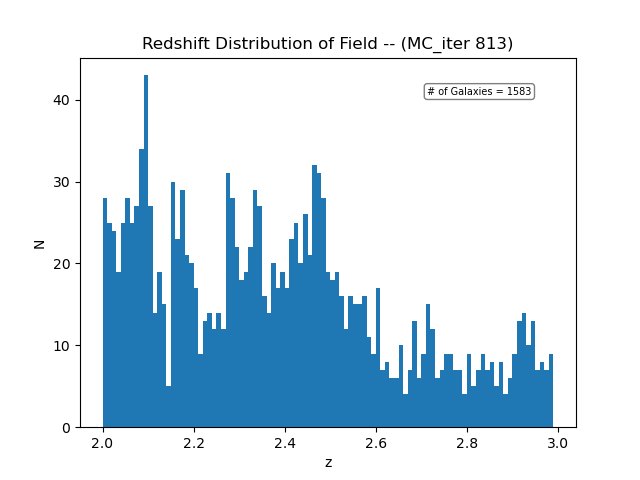 Redshift Distribution of Field -- (MC_iter 813)
# of Galaxies = 1583
40
30
20
10
0
N
2.0 2.2 2.4 2.6 2.8 3.0
z